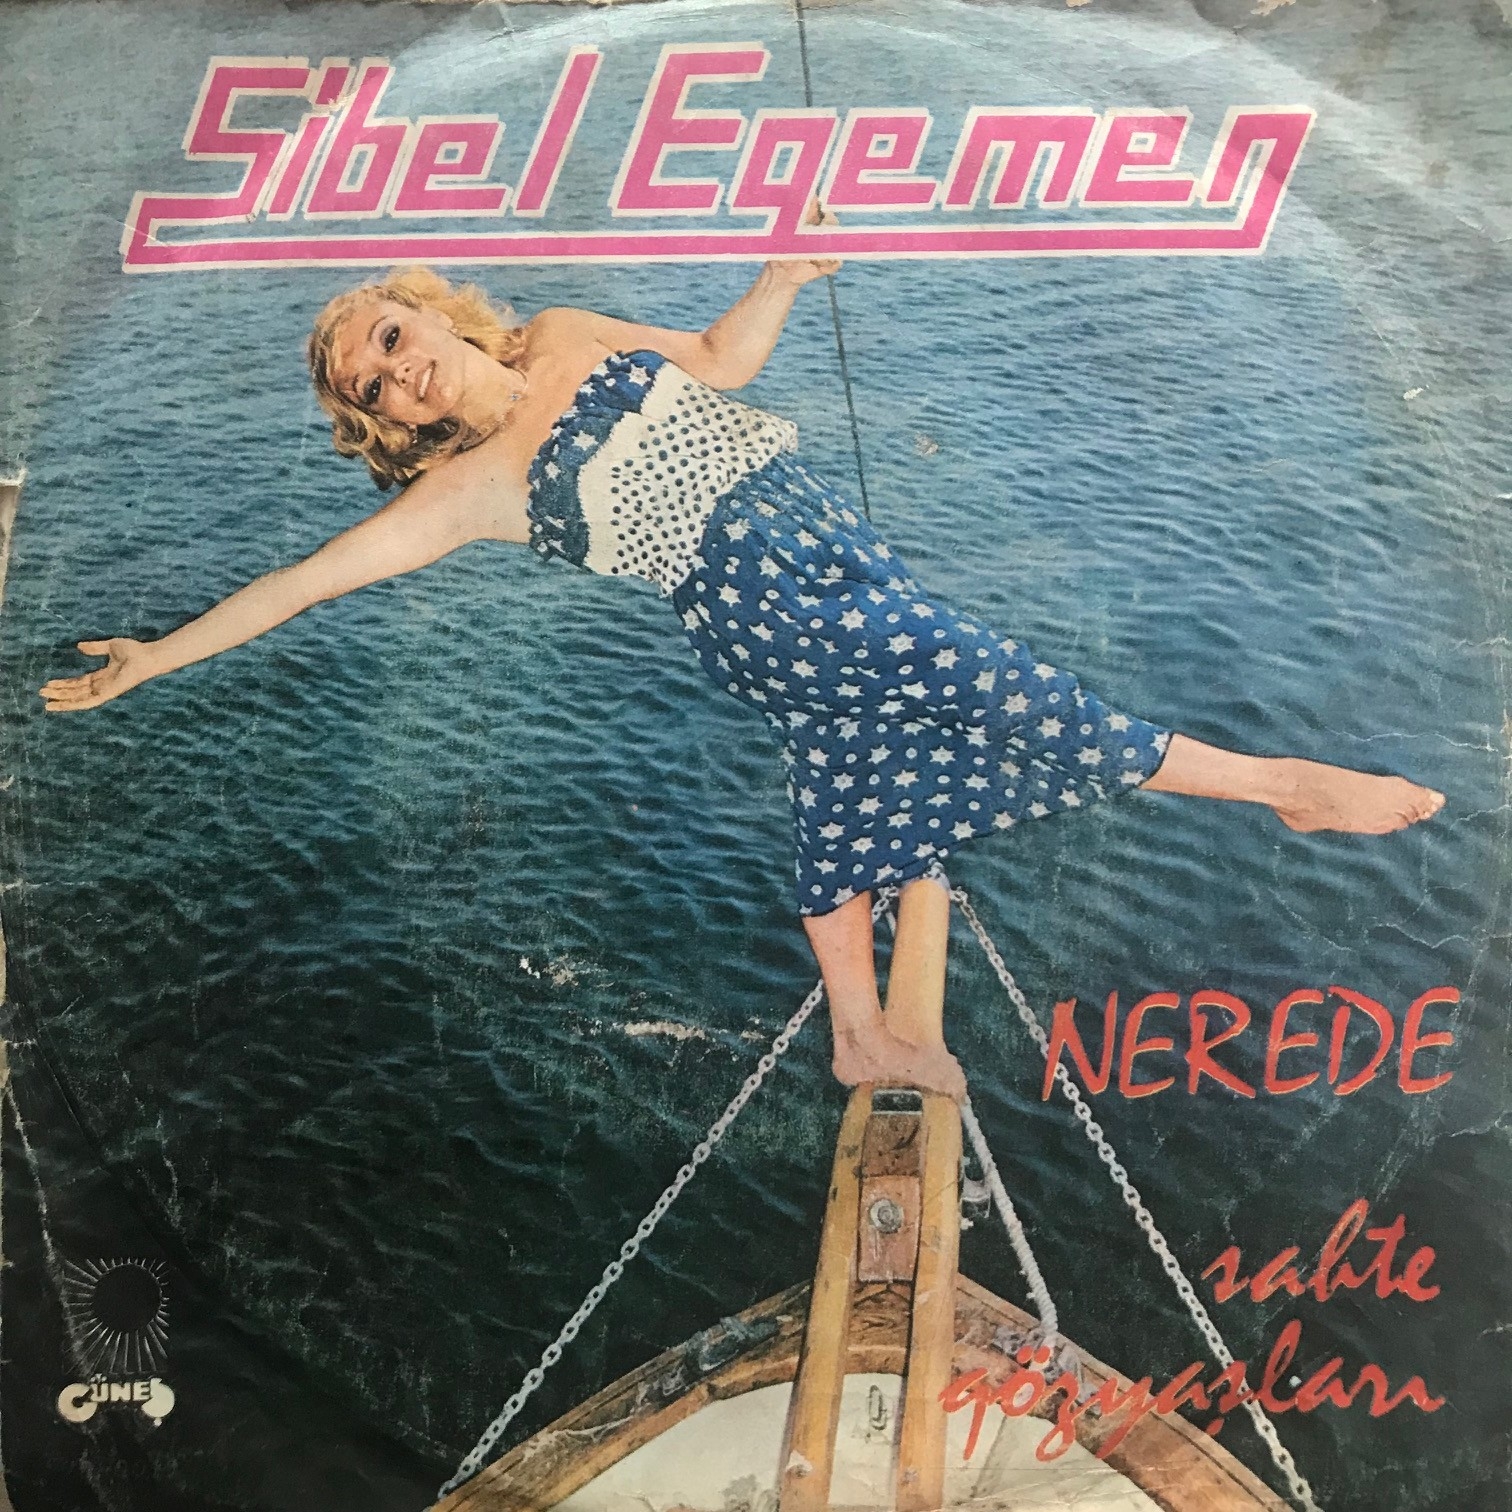 Sibel Egemen
NEREDE
sahte
gözyaşları
GÜNEŞ